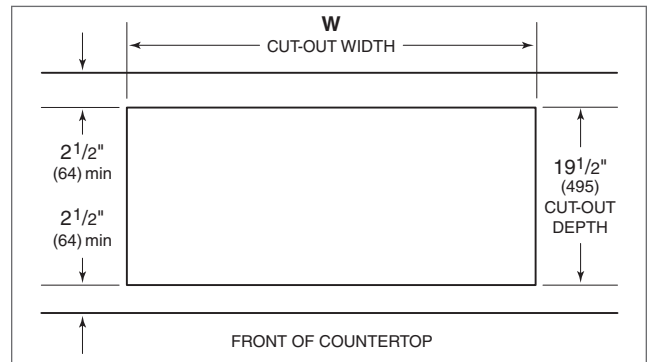 W
CUT-OUT WIDTH
2 1/2"
(64) min
2 1/2"
(64) min
19 1/2"
(495)
CUT-OUT
DEPTH
FRONT OF COUNTERTOP